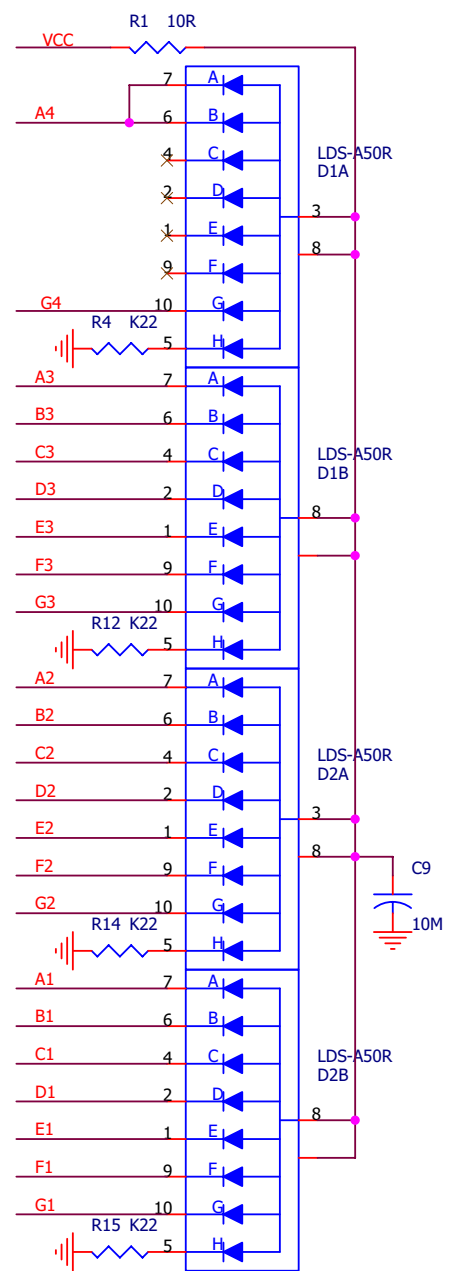 R1 10R
VCC
7 A
A4 6 B
4 C
LDS-A50R
D1A
2 D
3
1 E
8
9 F
G4 10 G
R4 K22 5 H
A3 7 A
B3 6 B
C3 4 C
LDS-A50R
D1B
D3 2 D
8
E3 1 E
F3 9 F
G3 10 G
R12 K22 5 H
A2 7 A
B2 6 B
C2 4 C
LDS-A50R
D2A
D2 2 D
3
E2 1 E
8
F2 9 F
C9
G2 10 G
10M
R14 K22 5 H
A1 7 A
B1 6 B
C1 4 C
LDS-A50R
D2B
D1 2 D
8
E1 1 E
F1 9 F
G1 10 G
R15 K22 5 H